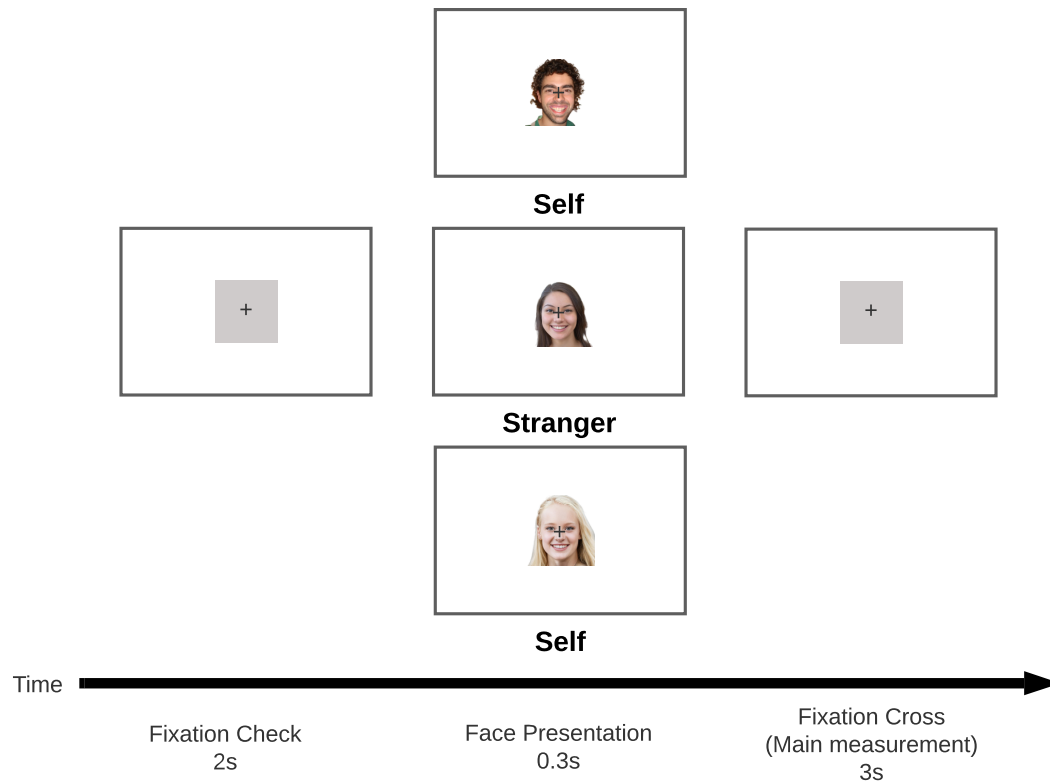 Self
+
+
Stranger
Self
Time
Fixation Check
2s
Face Presentation
0.3s
Fixation Cross
(Main measurement)
3s